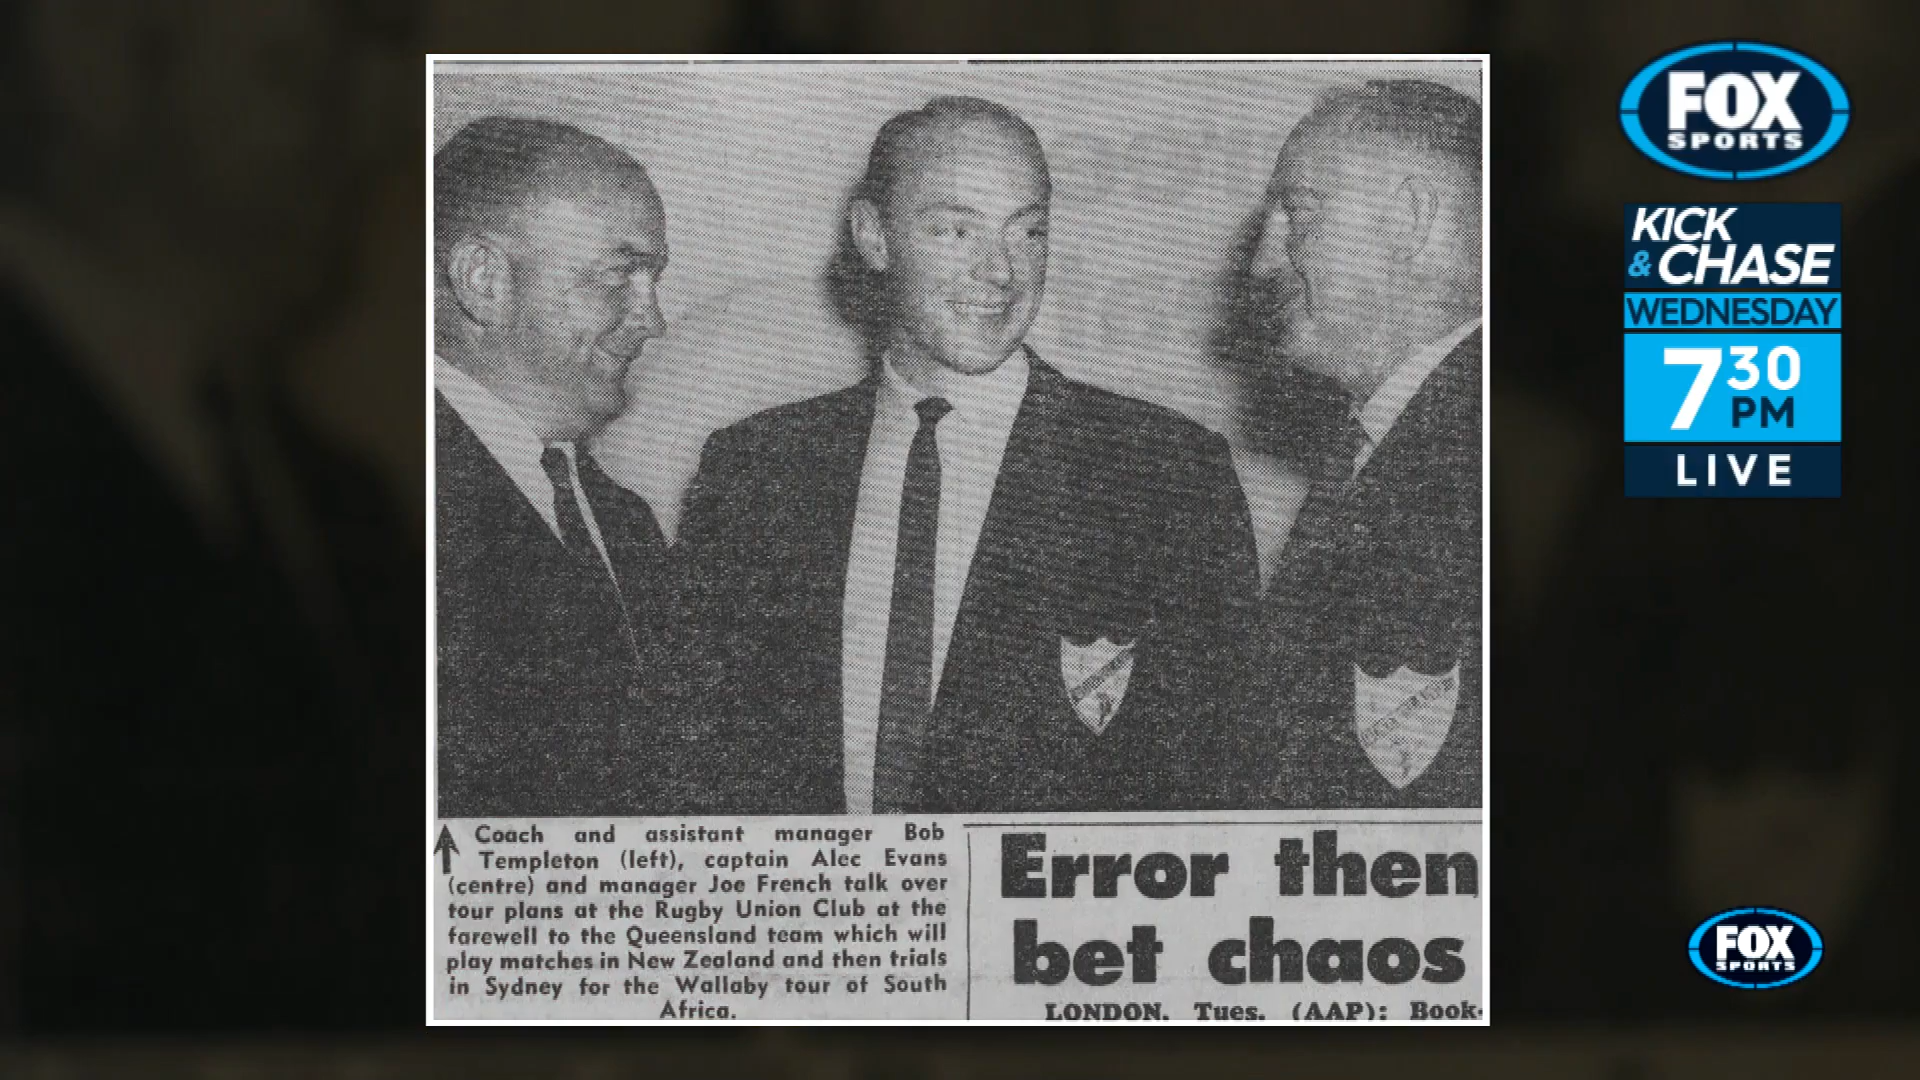 Coach and assistant manager Bob
Templeton (left), captain Alec Evans
(centre) and manager Joe French talk over
tour plans at the Rugby Union Club at the
farewell to the Queensland team which will
play matches in New Zealand and then trials
in Sydney for the Wallaby tour of South
Africa.
Error then
bet chaos
LONDON. Tues. (AAP): Book-
FOX
SPORTS
KICK
& CHASE
WEDNESDAY
7 30
PM
LIVE
FOX
SPORTS